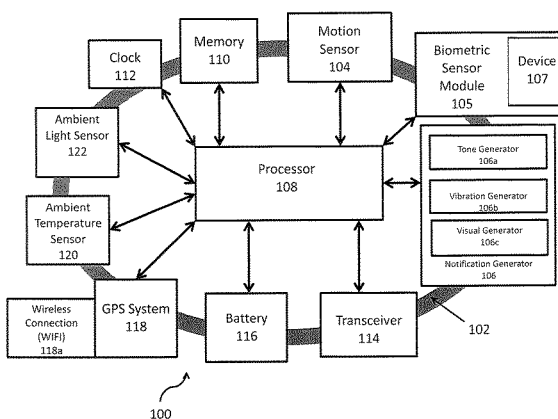 Clock
112
Memory
110
Motion
Sensor
104
Biometric
Sensor
Module
105
Device
107
Ambient
Light Sensor
122
Processor
108
Tone Generator
106a
Vibration Generator
106b
Visual Generator
106c
Notification Generator
106
Ambient
Temperature
Sensor
120
Wireless
Connection
(WIFI)
118a
GPS System
118
Battery
116
Transceiver
114
102
100